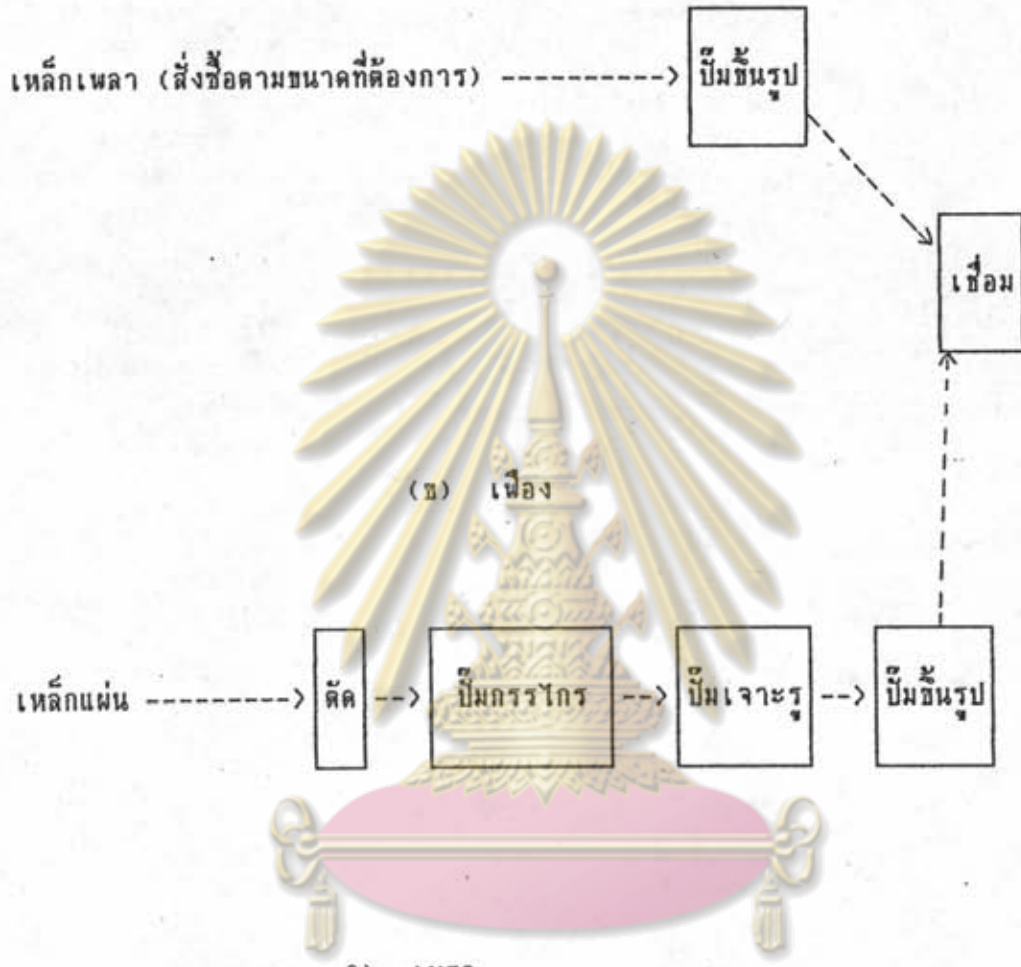 เหล็กเพลา (สั่งซื้อตามขนาดที่ต้องการ) ------------> ปั๊มขึ้นรูป
เชื่อม
(ช) เฟือง
เหล็กแผ่น -----------> ตัด --> ปั๊มกรรไกร --> ปั๊มเจาะรู --> ปั๊มขึ้นรูป